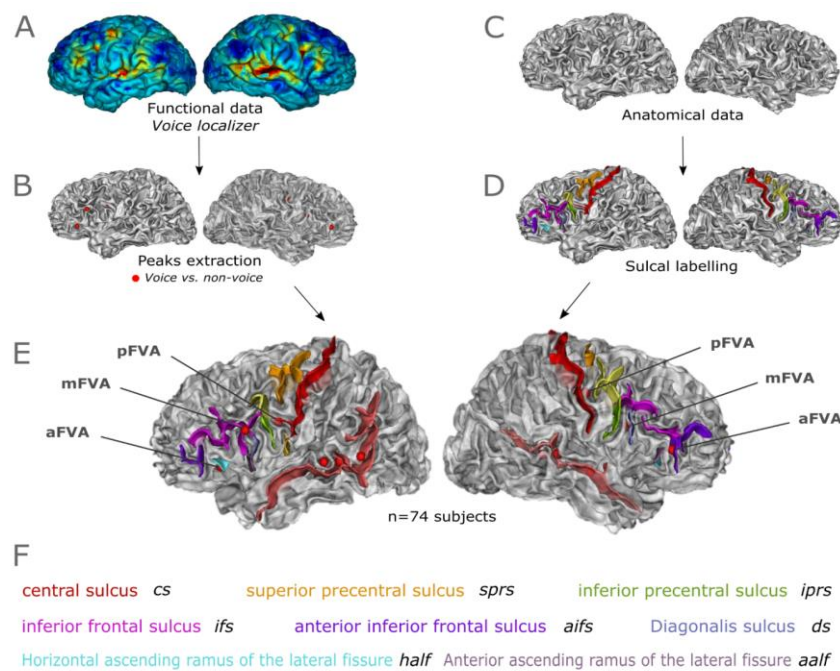 A
C
Functional data
Voice localizer
Anatomical data
B
D
Peaks extraction
Voice vs. non-voice
Sulcal labelling
E
pFVA
mFVA
aFVA
pFVA
mFVA
aFVA
n=74 subjects
F
central sulcus cs superior precentral sulcus sprs inferior precentral sulcus iprs
inferior frontal sulcus ifs anterior inferior frontal sulcus aifs Diagonalis sulcus ds
Horizontal ascending ramus of the lateral fissure half Anterior ascending ramus of the lateral fissure aalf